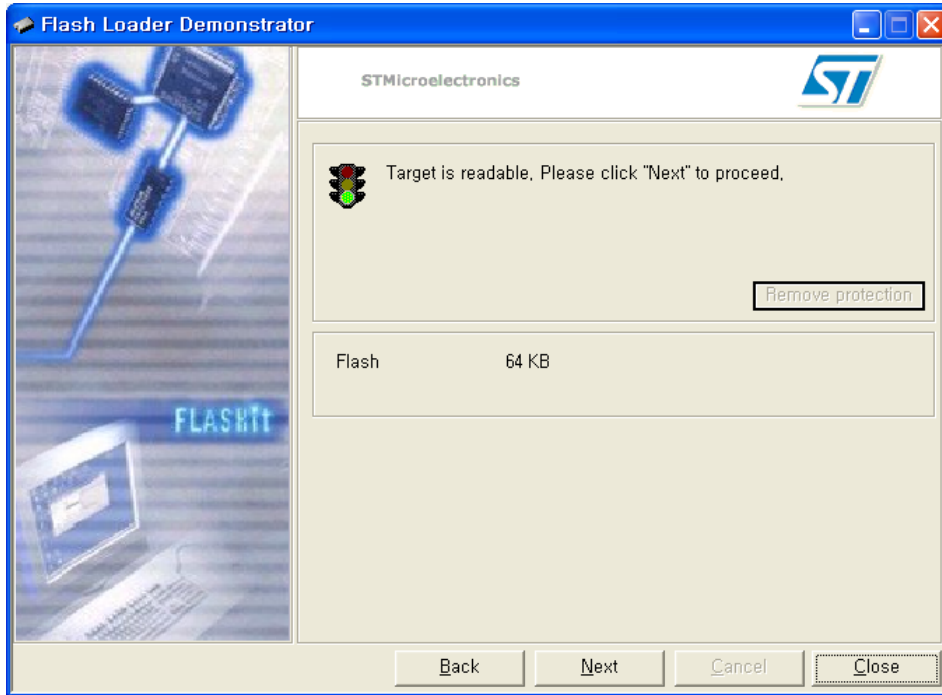 Flash Loader Demonstrator
STMicroelectronics
ST
Target is readable, Please click "Next" to proceed,
Remove protection
Flash 64 KB
FLASHit
Back Next Cancel Close